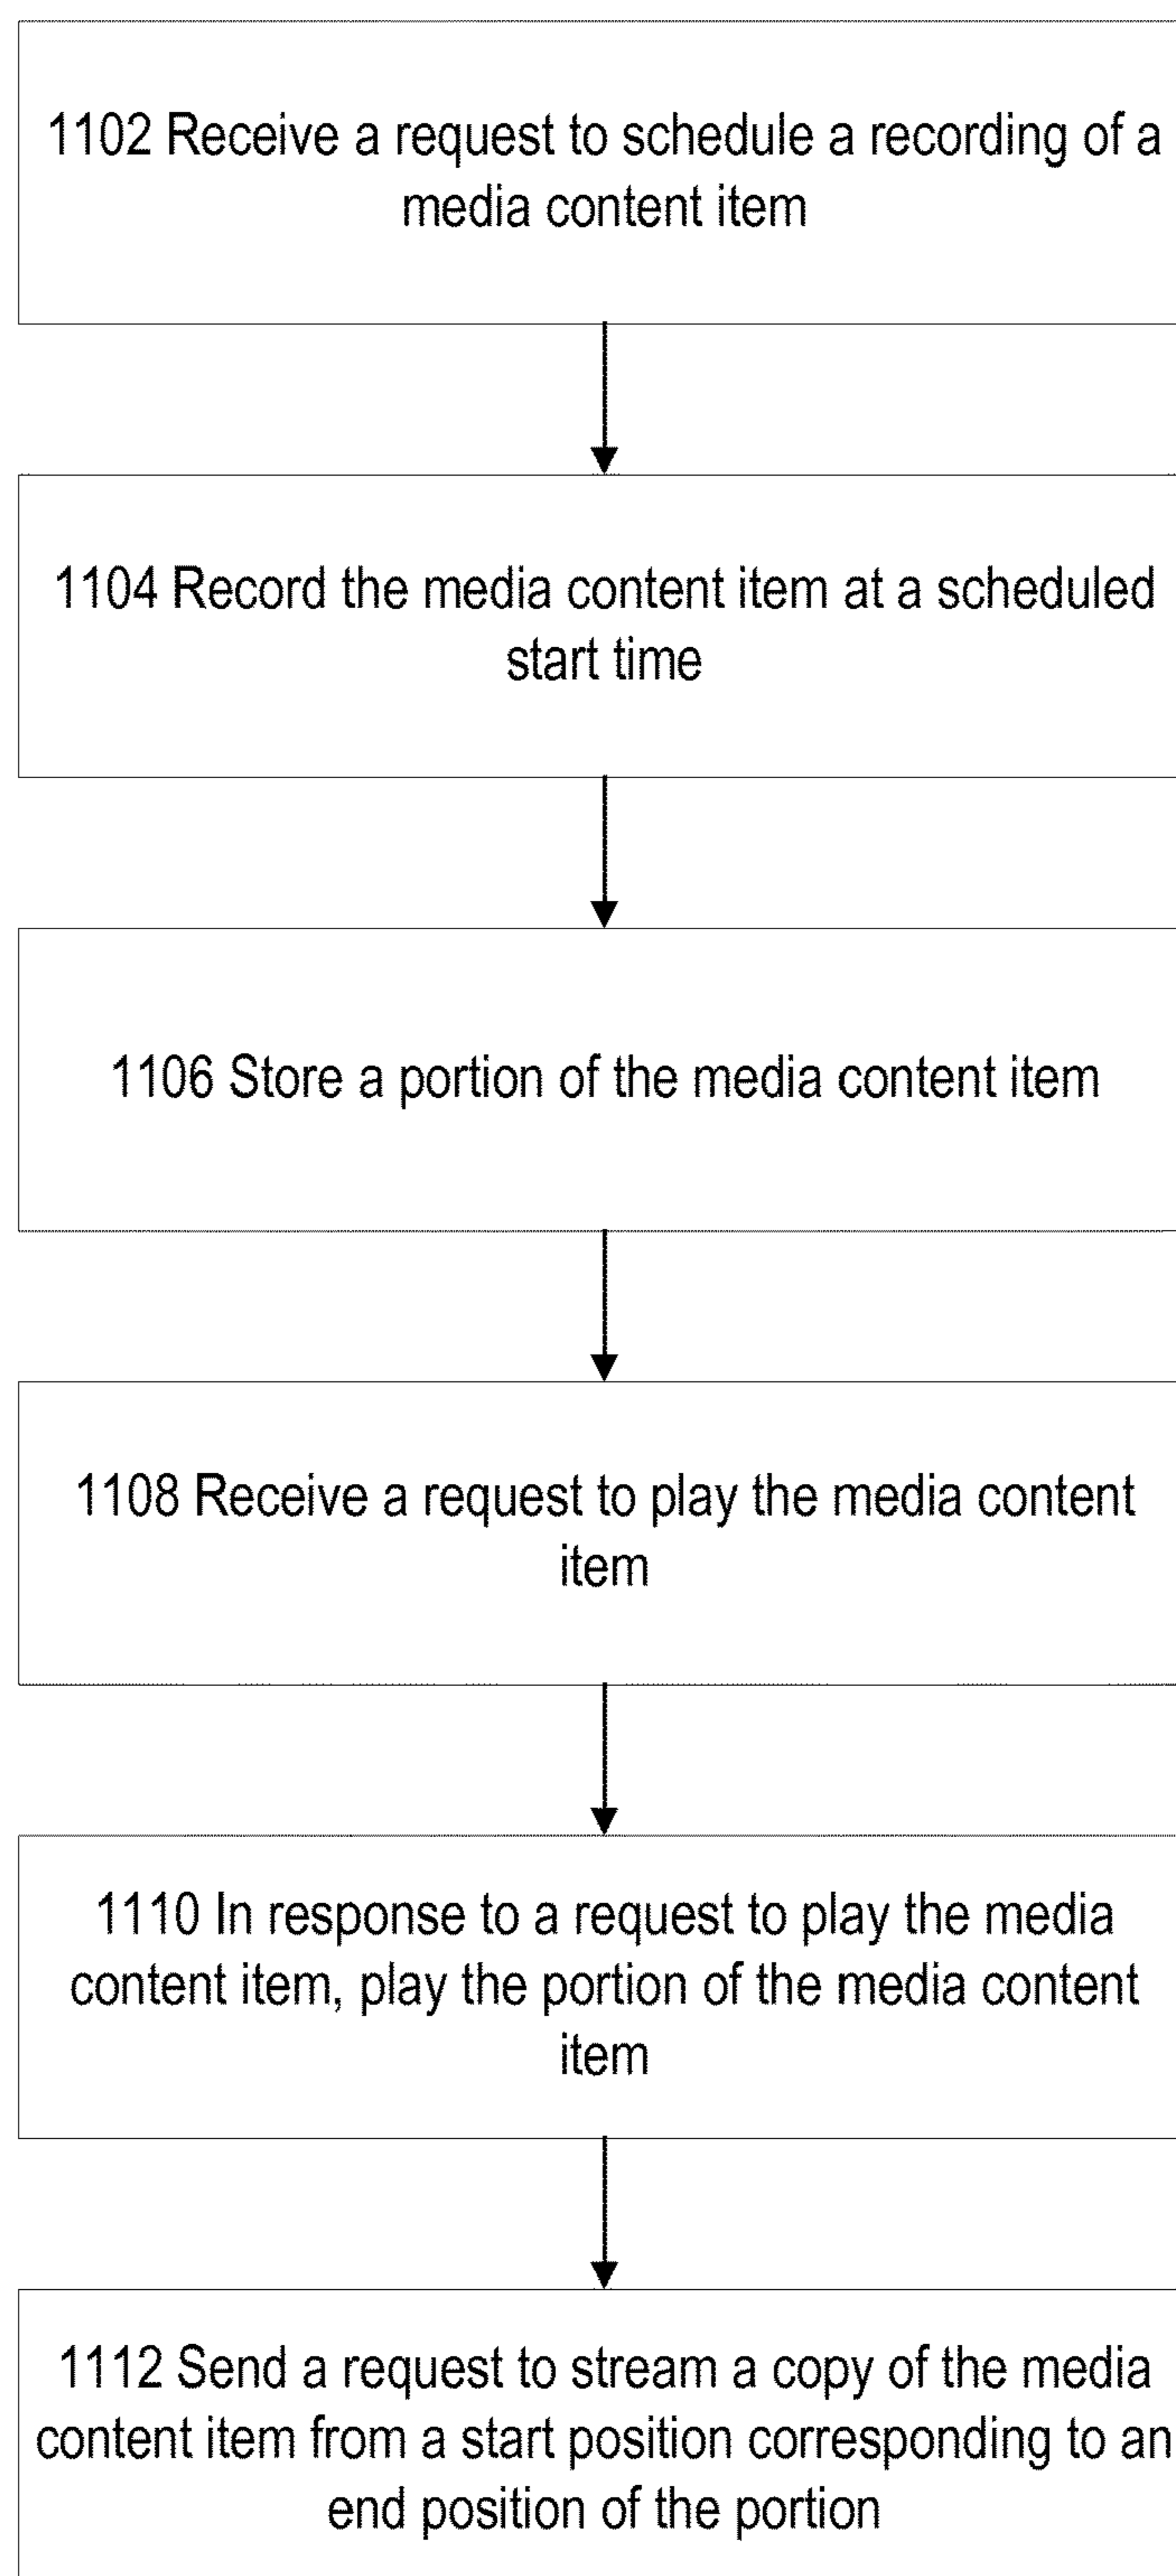 1102 Receive a request to schedule a recording of a
media content item
1104 Record the media content item at a scheduled
start time
1106 Store a portion of the media content item
1108 Receive a request to play the media content
item
1110 In response to a request to play the media
content item, play the portion of the media content
item
1112 Send a request to stream a copy of the media
content item from a start position corresponding to an
end position of the portion